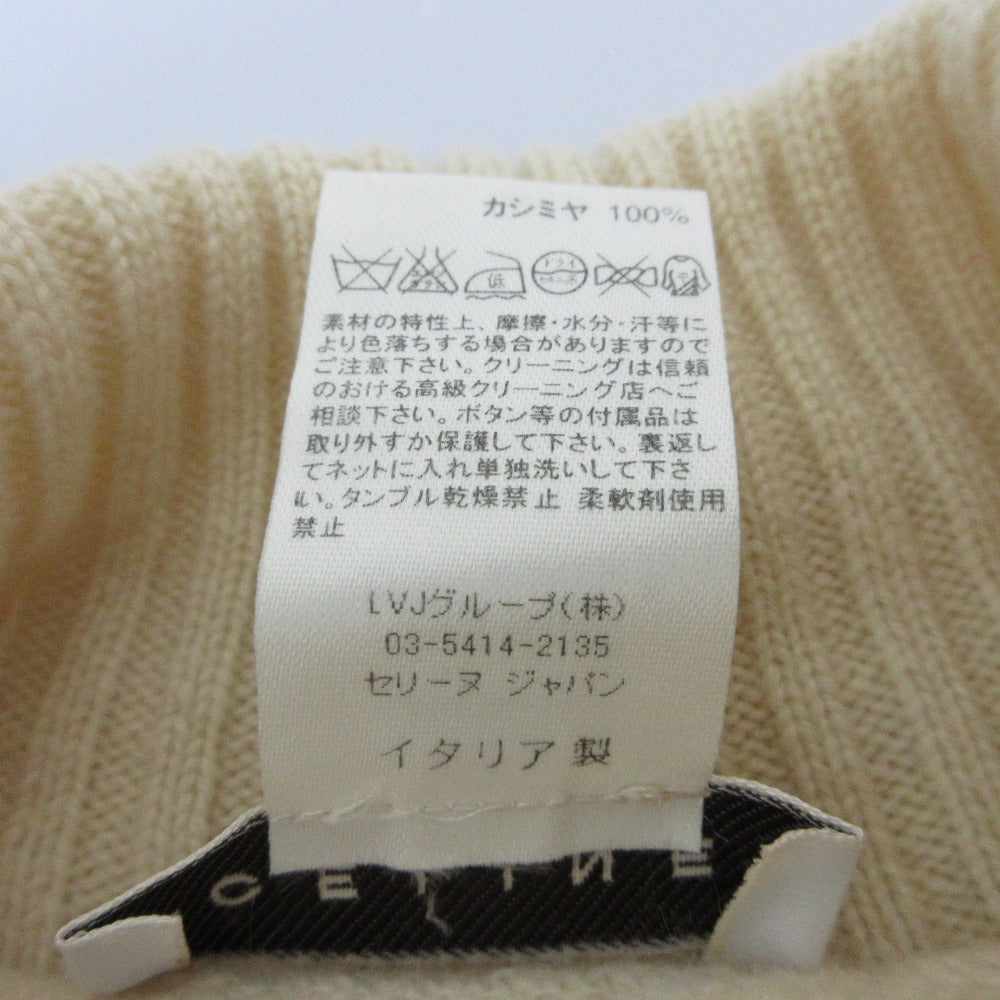 カシミヤ 100%
低 ドライ
素材の特性上、摩擦・水分・汗等に
より色落ちする場合がありますので
ご注意下さい。クリーニングは信頼
のおける高級クリーニング店へご
相談下さい。ボタン等の付属品は
取り外すか保護して下さい。裏返し
てネットに入れ単独洗いして下さ
い。タンブル乾燥禁止 柔軟剤使用
禁止
LVJグループ(株)
03-5414-2135
セリーヌ ジャパン
イタリア製
CELINE